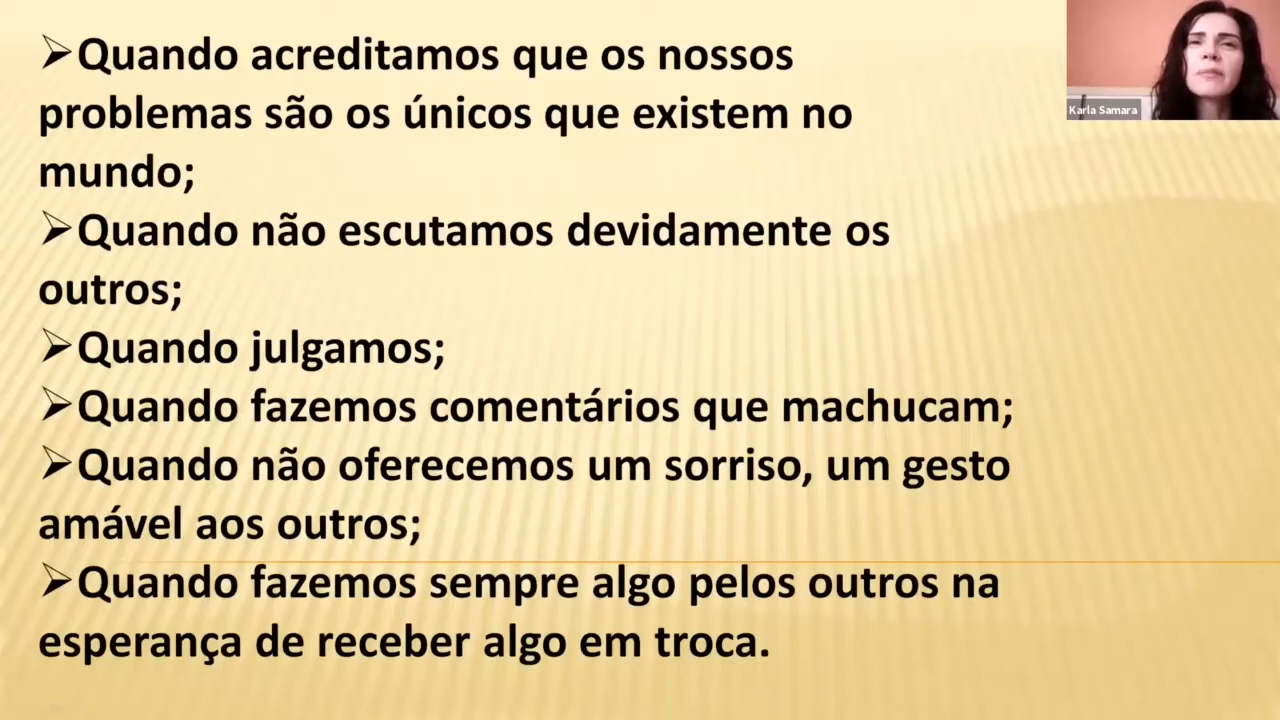 ➢Quando acreditamos que os nossos
problemas são os únicos que existem no
mundo;
➢Quando não escutamos devidamente os
outros;
➢Quando julgamos;
➢Quando fazemos comentários que machucam;
➢Quando não oferecemos um sorriso, um gesto
amável aos outros;
➢Quando fazemos sempre algo pelos outros na
esperança de receber algo em troca.
Karla Samara